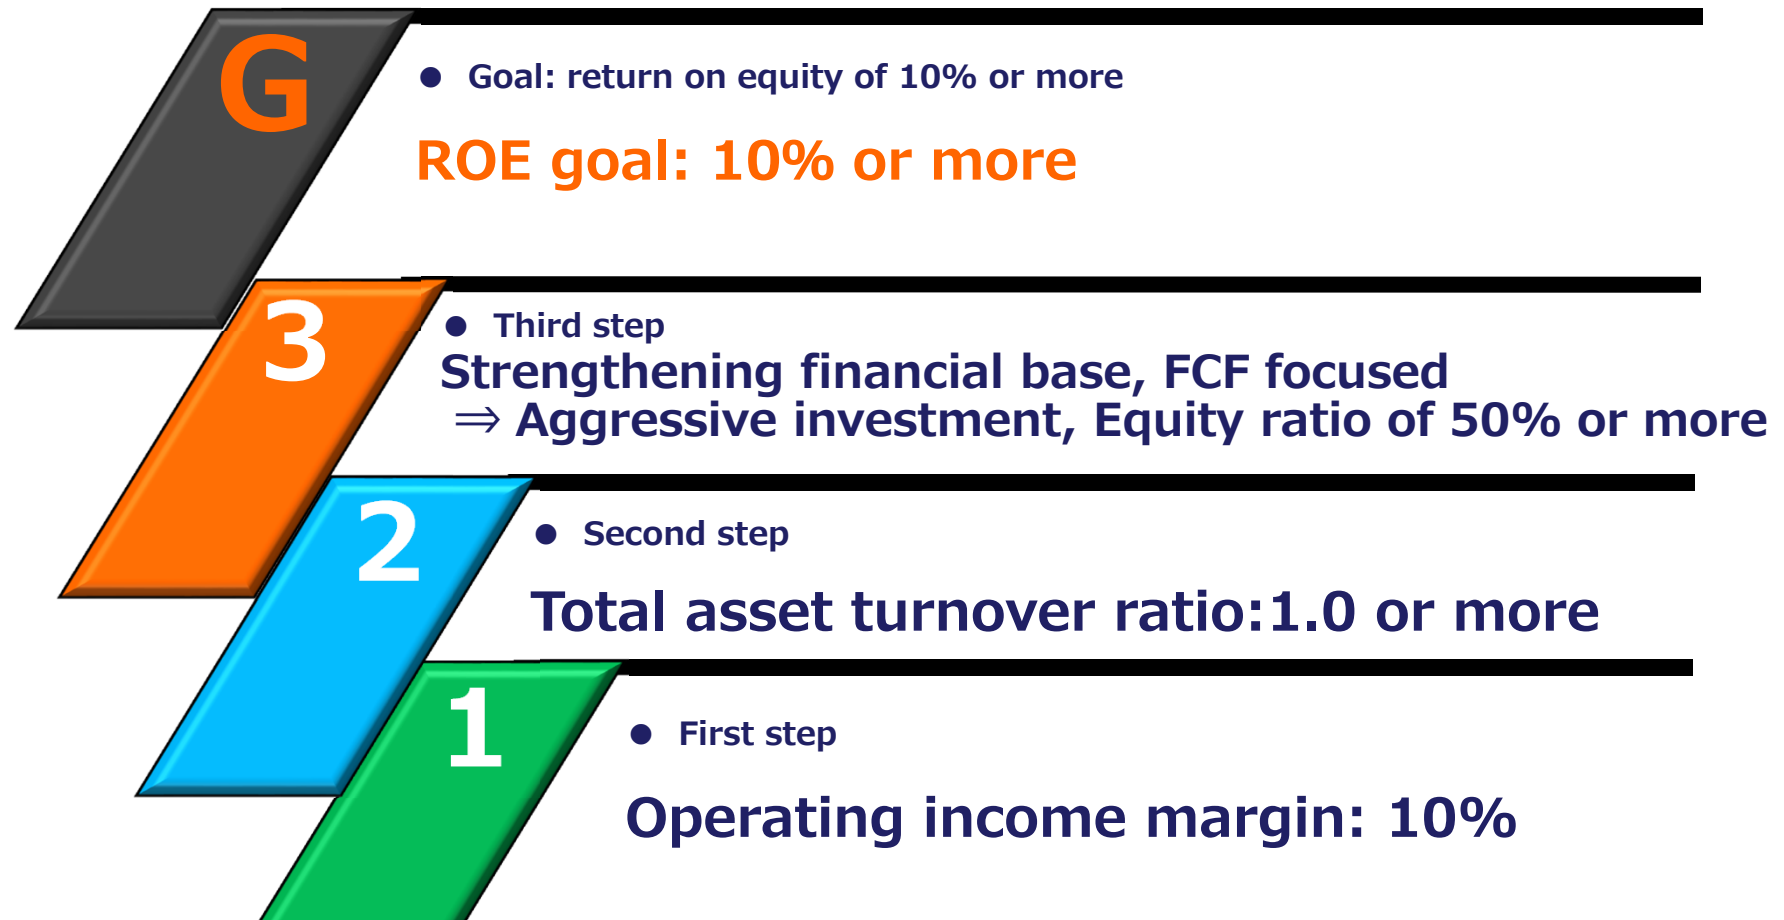 G
● Goal: return on equity of 10% or more
ROE goal: 10% or more
3
● Third step
Strengthening financial base, FCF focused
⇒ Aggressive investment, Equity ratio of 50% or more
2
● Second step
Total asset turnover ratio:1.0 or more
1
● First step
Operating income margin: 10%